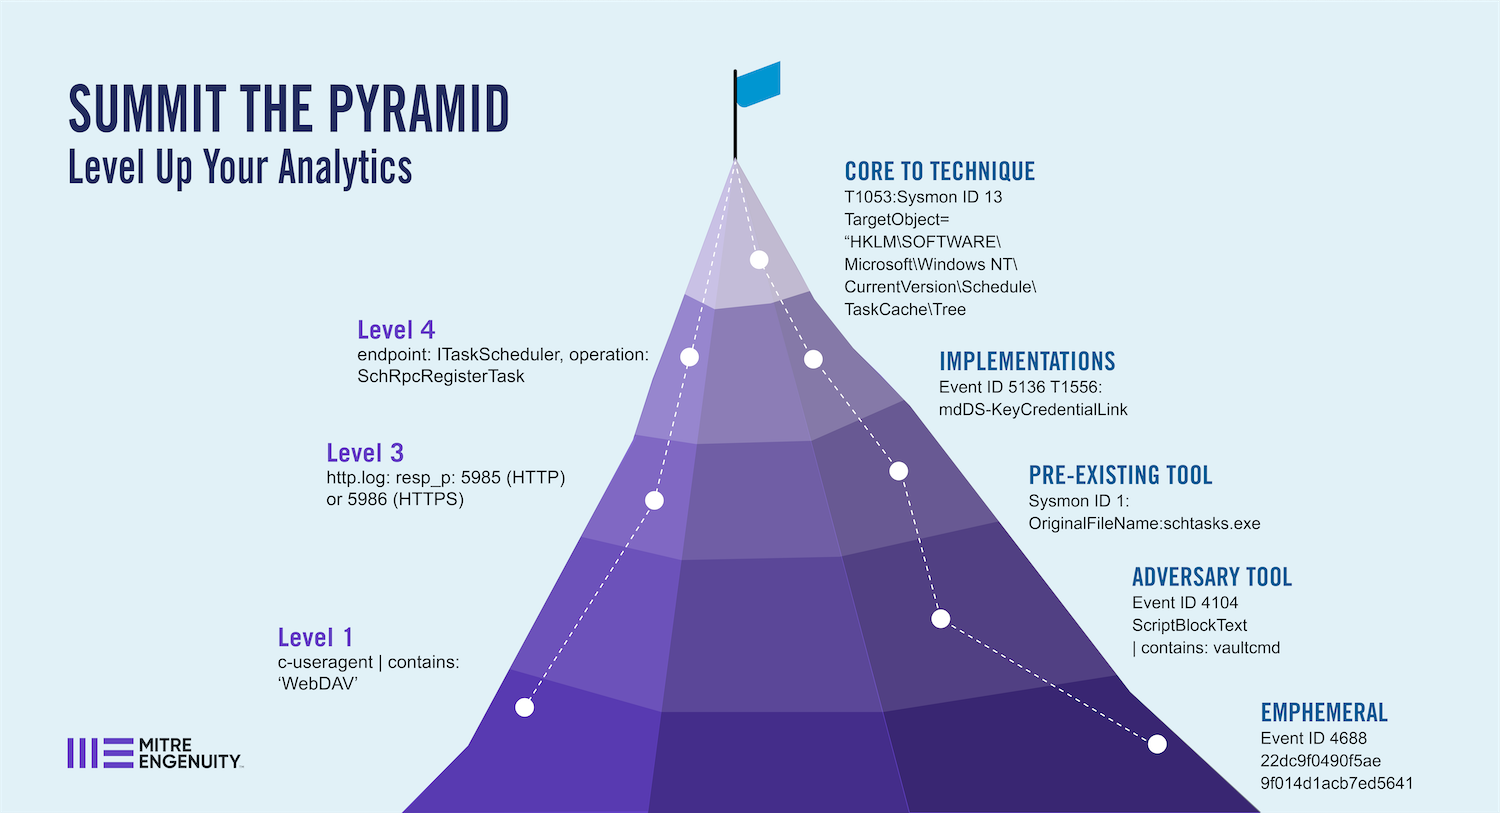 SUMMIT THE PYRAMID
Level Up Your Analytics
CORE TO TECHNIQUE
T1053:Sysmon ID 13
TargetObject=
“HKLM\SOFTWARE\
Microsoft\Windows NT\
CurrentVersion\Schedule\
TaskCache\Tree
Level 4
endpoint: ITaskScheduler, operation:
SchRpcRegisterTask
IMPLEMENTATIONS
Event ID 5136 T1556:
mdDS-KeyCredentialLink
Level 3
http.log: resp_p: 5985 (HTTP)
or 5986 (HTTPS)
PRE-EXISTING TOOL
Sysmon ID 1:
OriginalFileName:schtasks.exe
ADVERSARY TOOL
Event ID 4104
ScriptBlockText
| contains: vaultcmd
Level 1
c-useragent | contains:
‘WebDAV’
EMPHEMERAL
Event ID 4688
22dc9f0490f5ae
9f014d1acb7ed5641
MITRE
ENGENUITY™